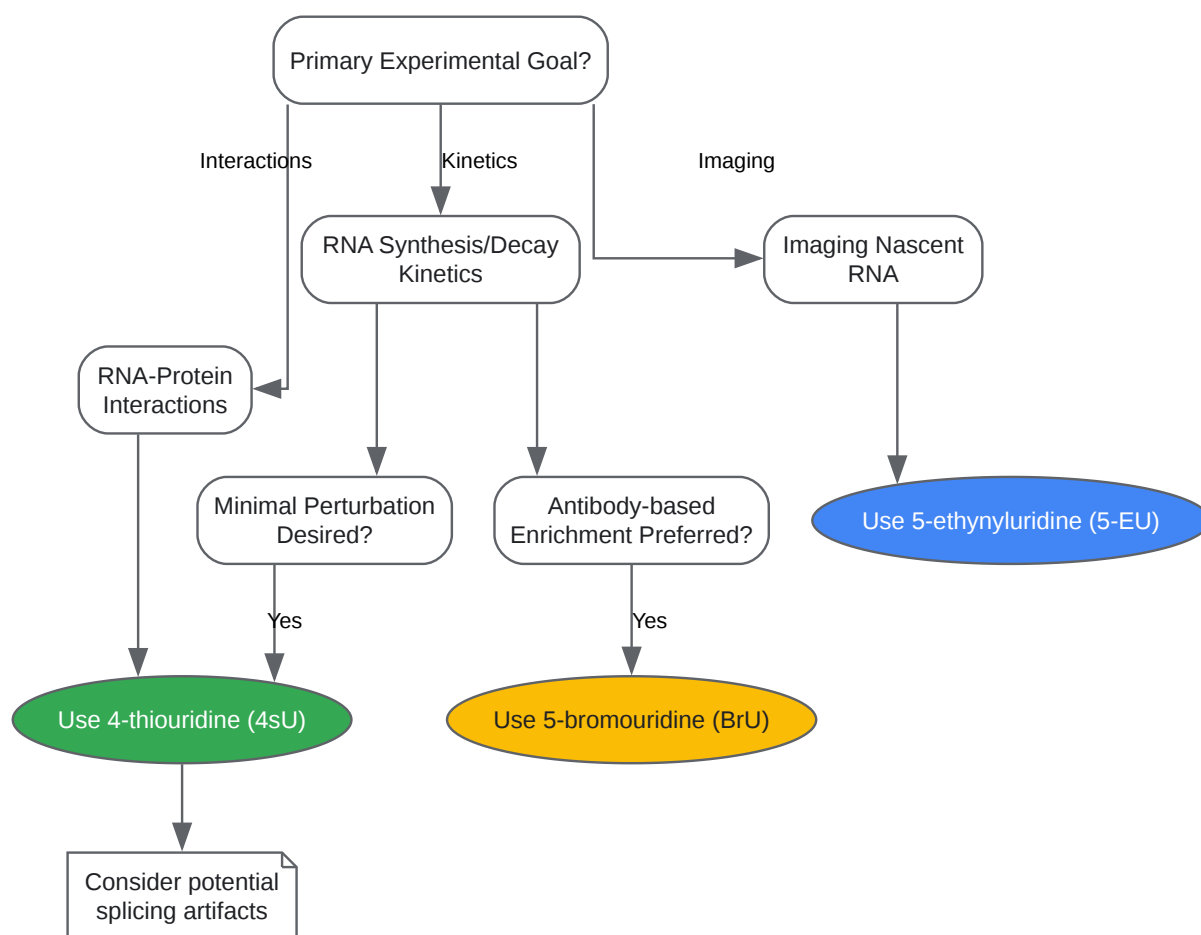 Primary Experimental Goal?
Interactions
Kinetics
Imaging
RNA Synthesis/Decay
Kinetics
Imaging Nascent
RNA
RNA-Protein
Interactions
Minimal Perturbation
Desired?
Antibody-based
Enrichment Preferred?
Use 5-ethynyluridine (5-EU)
Yes
Yes
Use 4-thiouridine (4sU)
Use 5-bromouridine (BrU)
Consider potential
splicing artifacts